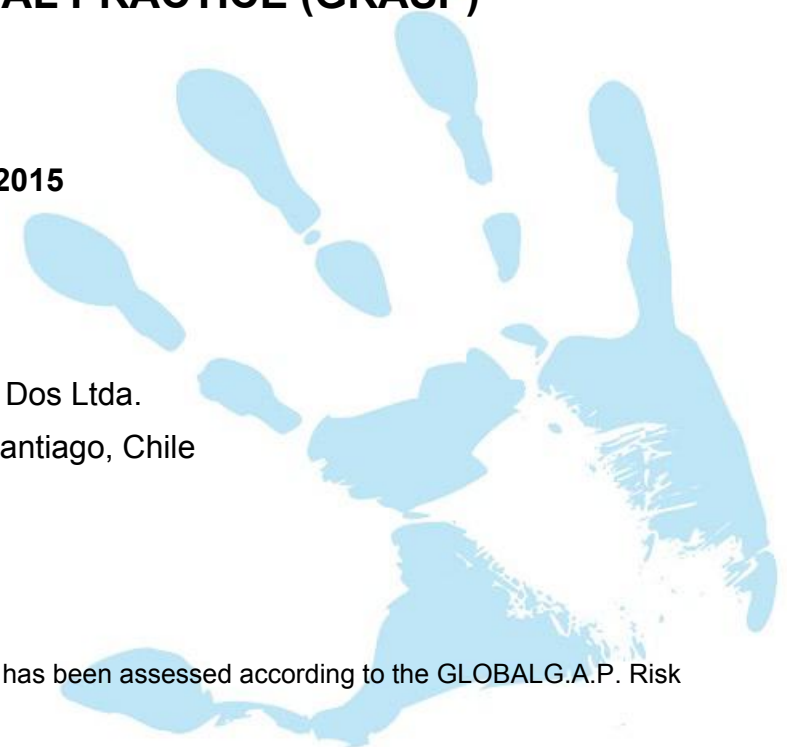 AL PRACTICE (GRASP)
2015
Dos Ltda.
antiago, Chile
has been assessed according to the GLOBALG.A.P. Risk